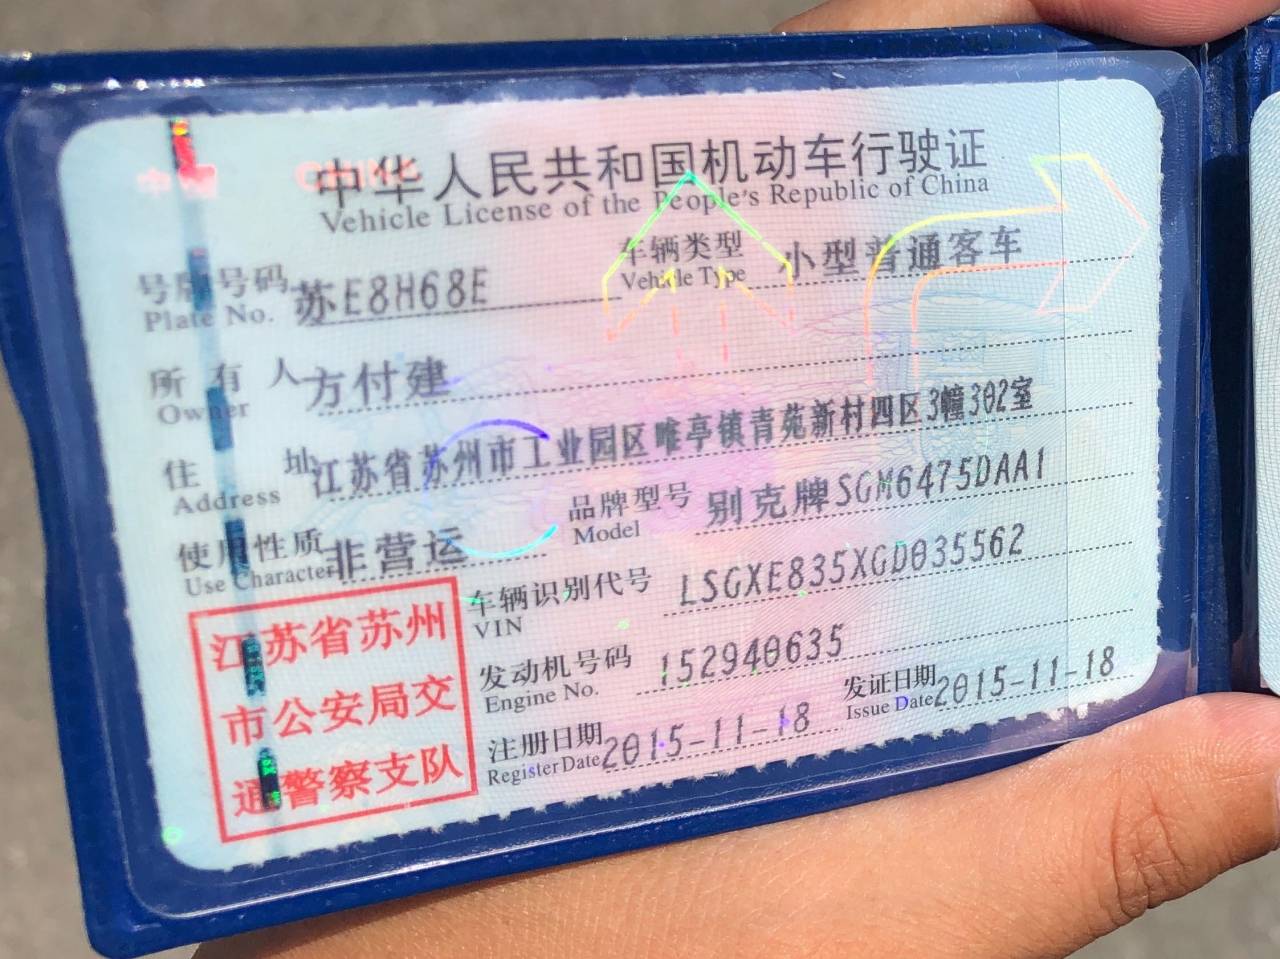 中华人民共和国机动车行驶证
Vehicle License of the People's Republic of China
号牌号码 苏E8H68E 车辆类型 小型普通客车
Plate No. Vehicle Type
所有人 方付建
Owner
住址 江苏省苏州市工业园区唯亭镇青苑新村四区3幢302室
Address
使用性质 非营运 品牌型号 别克牌SGM6475DAA1
Use Character Model
车辆识别代号 LSGXE835XGD035562
VIN
发动机号码 152940635
Engine No.
注册日期 2015-11-18 发证日期 2015-11-18
Register Date Issue Date
江苏省苏州
市公安局交
通警察支队